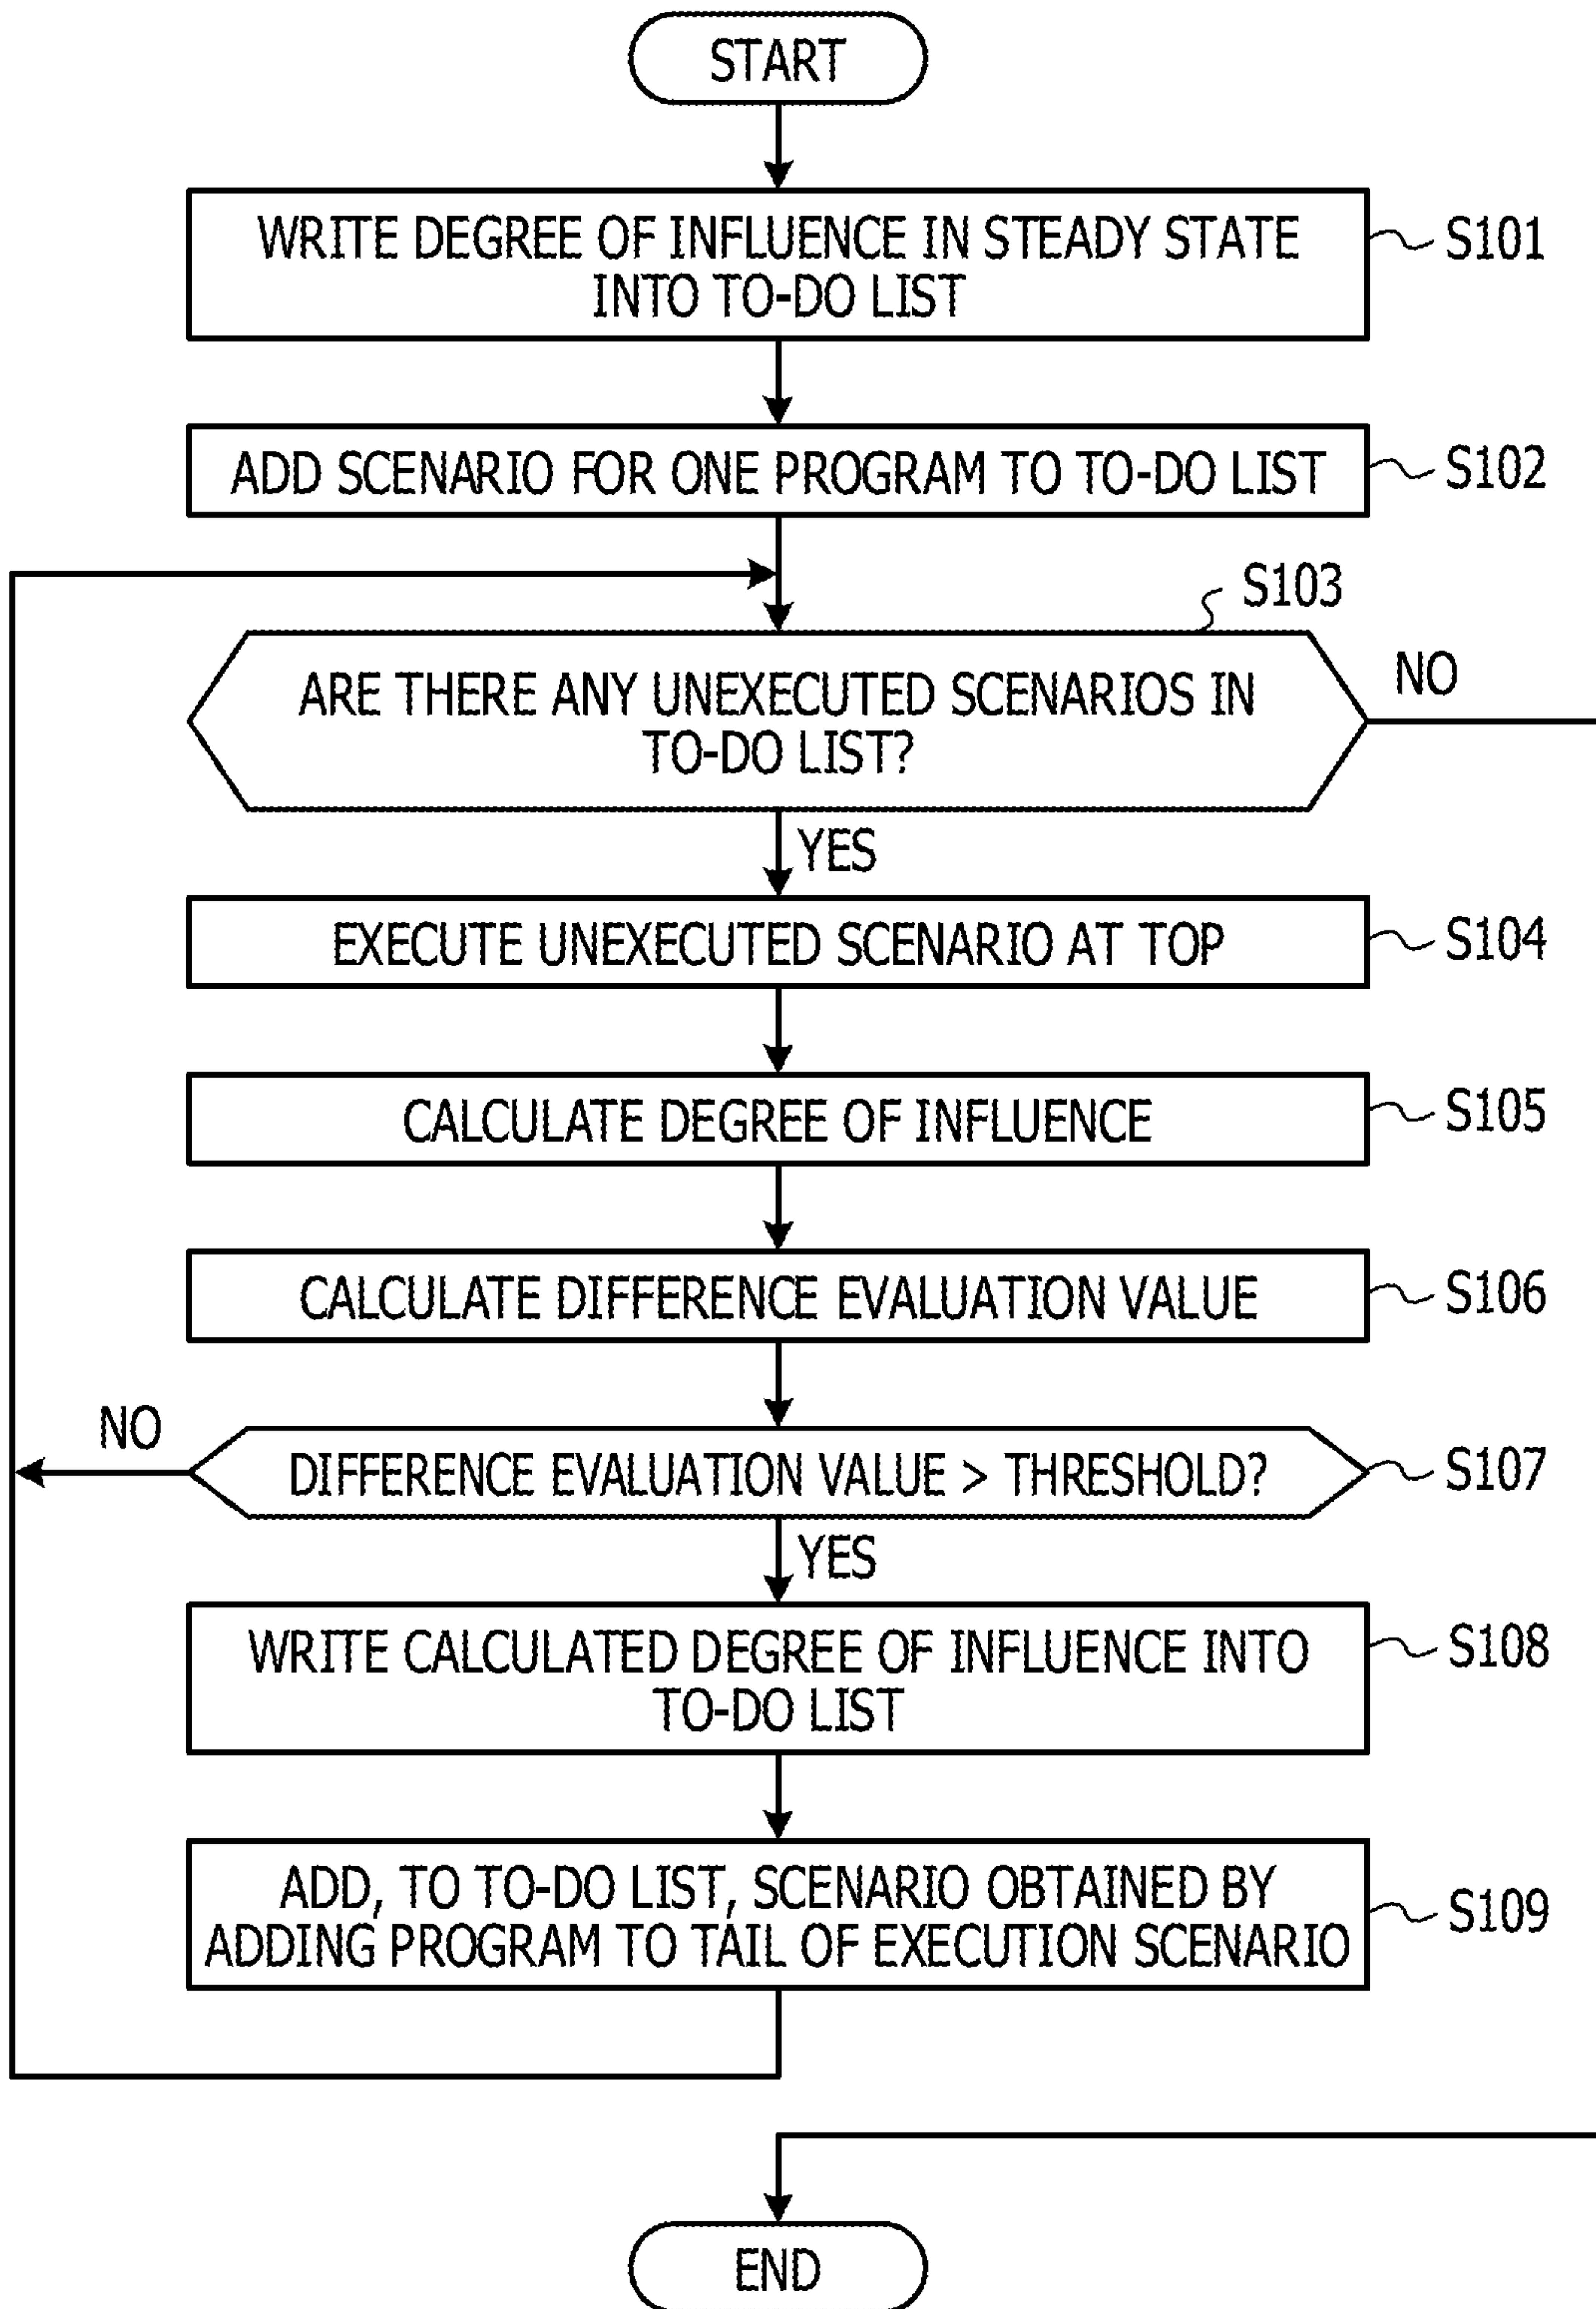 START
WRITE DEGREE OF INFLUENCE IN STEADY STATE
INTO TO-DO LIST
S101
ADD SCENARIO FOR ONE PROGRAM TO TO-DO LIST
S102
S103
ARE THERE ANY UNEXECUTED SCENARIOS IN
TO-DO LIST?
NO
YES
EXECUTE UNEXECUTED SCENARIO AT TOP
S104
CALCULATE DEGREE OF INFLUENCE
S105
CALCULATE DIFFERENCE EVALUATION VALUE
S106
NO
DIFFERENCE EVALUATION VALUE > THRESHOLD?
S107
YES
WRITE CALCULATED DEGREE OF INFLUENCE INTO
TO-DO LIST
S108
ADD, TO TO-DO LIST, SCENARIO OBTAINED BY
ADDING PROGRAM TO TAIL OF EXECUTION SCENARIO
S109
END